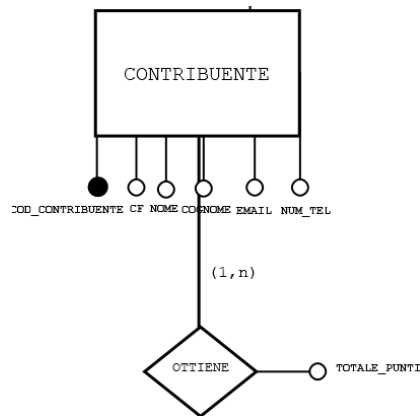 CONTRIBUENTE
COD_CONTRIBUENTE CF NOME COGNOME EMAIL NUM_TEL
(1,n)
OTTIENE
TOTALE_PUNTI